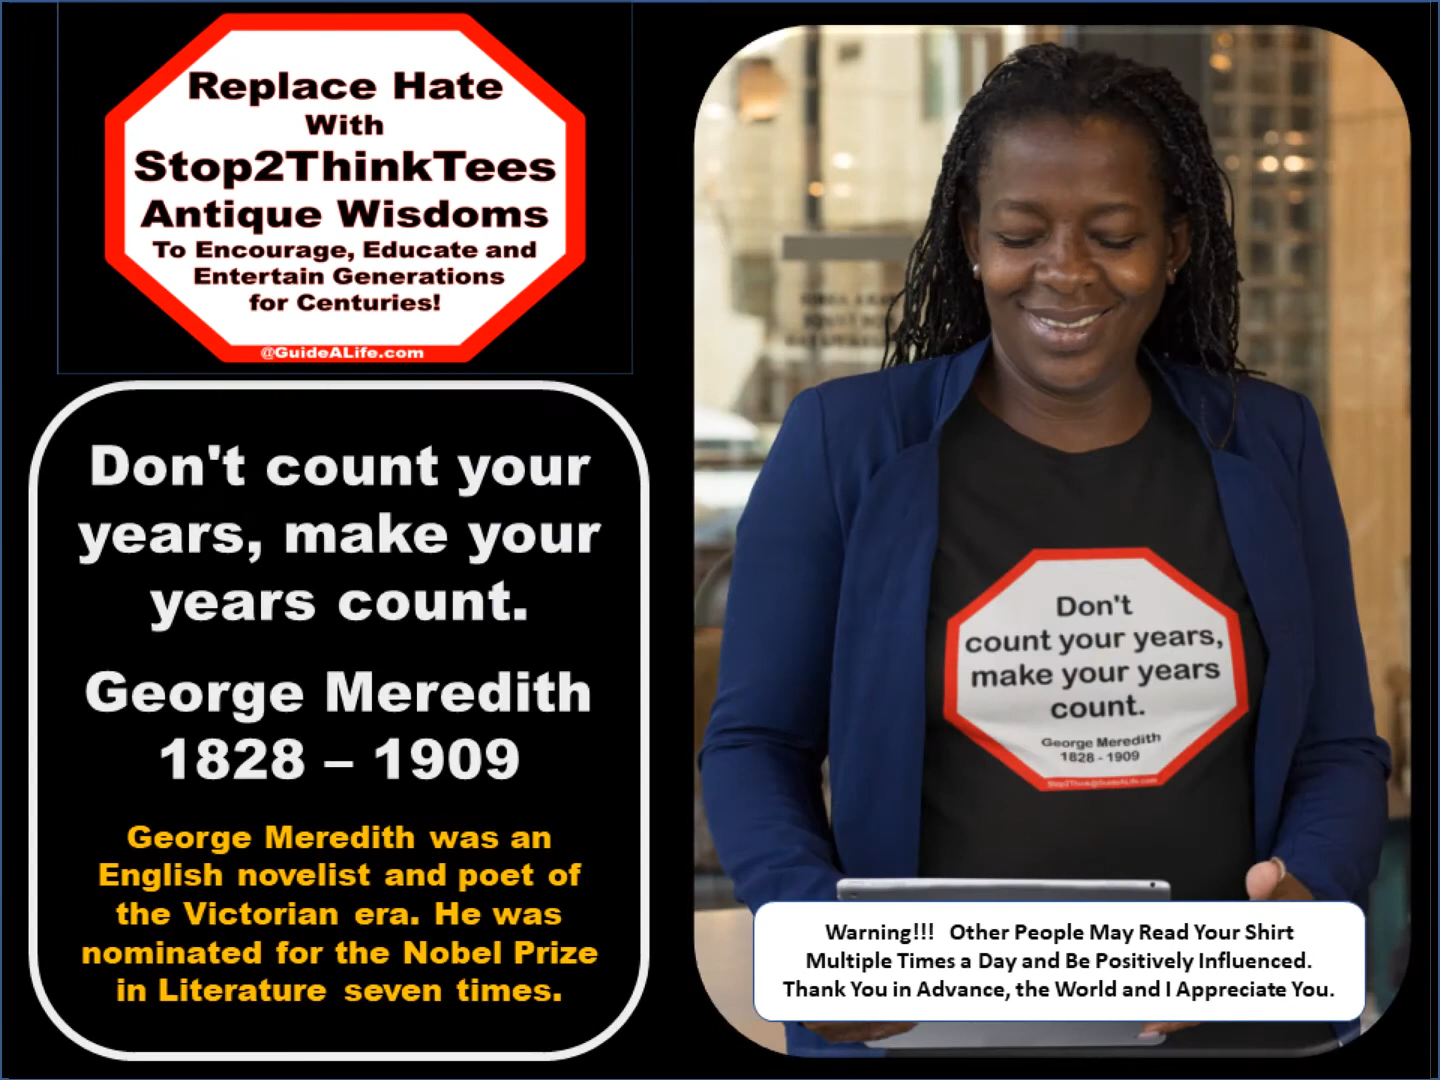 Replace Hate
With
Stop2ThinkTees
Antique Wisdoms
To Encourage, Educate and
Entertain Generations
for Centuries!
@GuideALife.com
Don't count your
years, make your
years count.
George Meredith
1828 – 1909
George Meredith was an
English novelist and poet of
the Victorian era. He was
nominated for the Nobel Prize
in Literature seven times.
Don't
count your years,
make your years
count.
George Meredith
1828 - 1909
Stop2Think@GuideALife.com
Warning!!! Other People May Read Your Shirt
Multiple Times a Day and Be Positively Influenced.
Thank You in Advance, the World and I Appreciate You.